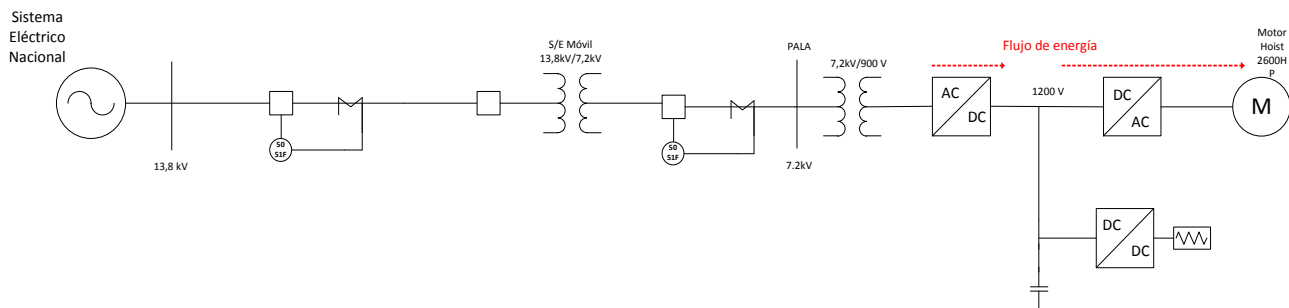 Sistema
Eléctrico
Nacional
13,8 kV
50
51F
S/E Móvil
13,8kV/7,2kV
50
51F
PALA
7.2kV
7,2kV/900 V
Flujo de energía
AC
DC
1200 V
DC
AC
Motor
Hoist
2600H
P
M
DC
DC